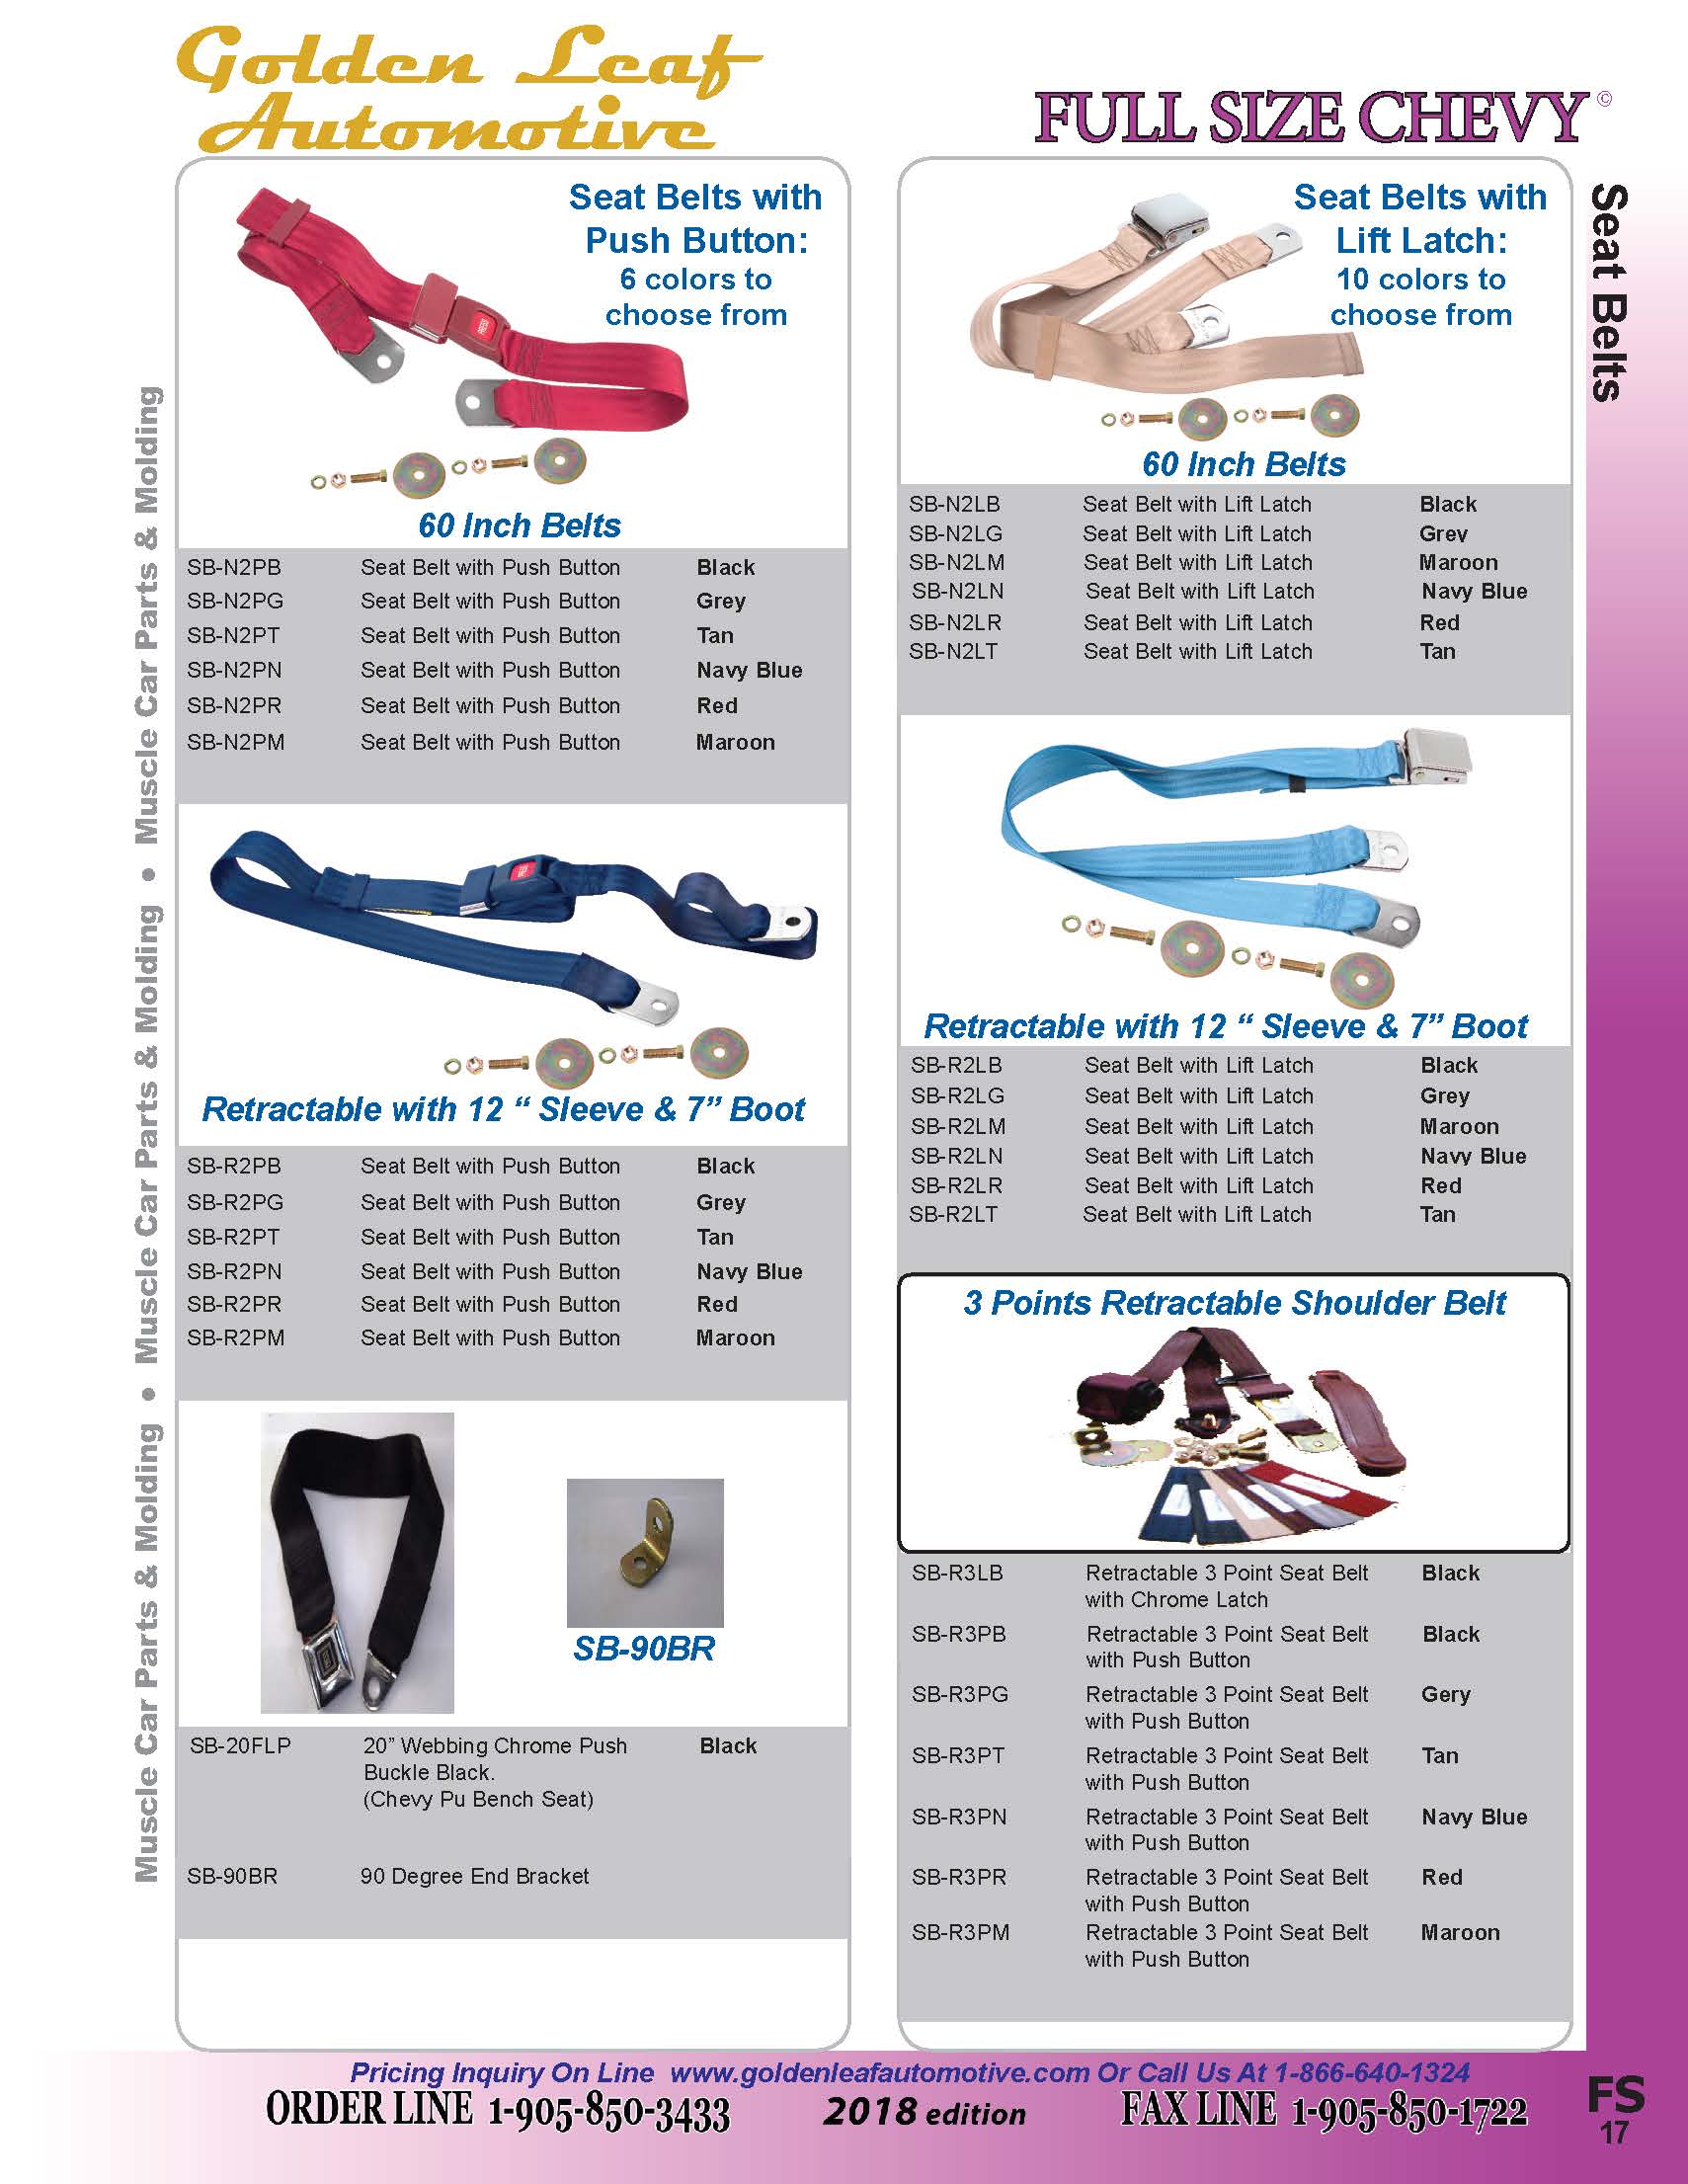 Golden Leaf
Automotive
FULL SIZE CHEVY©
Seat Belts
Muscle Car Parts & Molding • Muscle Car Parts & Molding • Muscle Car Parts & Molding
Seat Belts with
Push Button:
6 colors to
choose from
PRESS
60 Inch Belts
SB-N2PB Seat Belt with Push Button Black
SB-N2PG Seat Belt with Push Button Grey
SB-N2PT Seat Belt with Push Button Tan
SB-N2PN Seat Belt with Push Button Navy Blue
SB-N2PR Seat Belt with Push Button Red
SB-N2PM Seat Belt with Push Button Maroon
Retractable with 12 “ Sleeve & 7” Boot
SB-R2PB Seat Belt with Push Button Black
SB-R2PG Seat Belt with Push Button Grey
SB-R2PT Seat Belt with Push Button Tan
SB-R2PN Seat Belt with Push Button Navy Blue
SB-R2PR Seat Belt with Push Button Red
SB-R2PM Seat Belt with Push Button Maroon
SB-90BR
SB-20FLP 20” Webbing Chrome Push Black
Buckle Black.
(Chevy Pu Bench Seat)
SB-90BR 90 Degree End Bracket
Seat Belts with
Lift Latch:
10 colors to
choose from
60 Inch Belts
SB-N2LB Seat Belt with Lift Latch Black
SB-N2LG Seat Belt with Lift Latch Grey
SB-N2LM Seat Belt with Lift Latch Maroon
SB-N2LN Seat Belt with Lift Latch Navy Blue
SB-N2LR Seat Belt with Lift Latch Red
SB-N2LT Seat Belt with Lift Latch Tan
Retractable with 12 “ Sleeve & 7” Boot
SB-R2LB Seat Belt with Lift Latch Black
SB-R2LG Seat Belt with Lift Latch Grey
SB-R2LM Seat Belt with Lift Latch Maroon
SB-R2LN Seat Belt with Lift Latch Navy Blue
SB-R2LR Seat Belt with Lift Latch Red
SB-R2LT Seat Belt with Lift Latch Tan
3 Points Retractable Shoulder Belt
SB-R3LB Retractable 3 Point Seat Belt Black
with Chrome Latch
SB-R3PB Retractable 3 Point Seat Belt Black
with Push Button
SB-R3PG Retractable 3 Point Seat Belt Gery
with Push Button
SB-R3PT Retractable 3 Point Seat Belt Tan
with Push Button
SB-R3PN Retractable 3 Point Seat Belt Navy Blue
with Push Button
SB-R3PR Retractable 3 Point Seat Belt Red
with Push Button
SB-R3PM Retractable 3 Point Seat Belt Maroon
with Push Button
Pricing Inquiry On Line www.goldenleafautomotive.com Or Call Us At 1-866-640-1324
ORDER LINE 1-905-850-3433 2018 edition FAX LINE 1-905-850-1722
FS
17